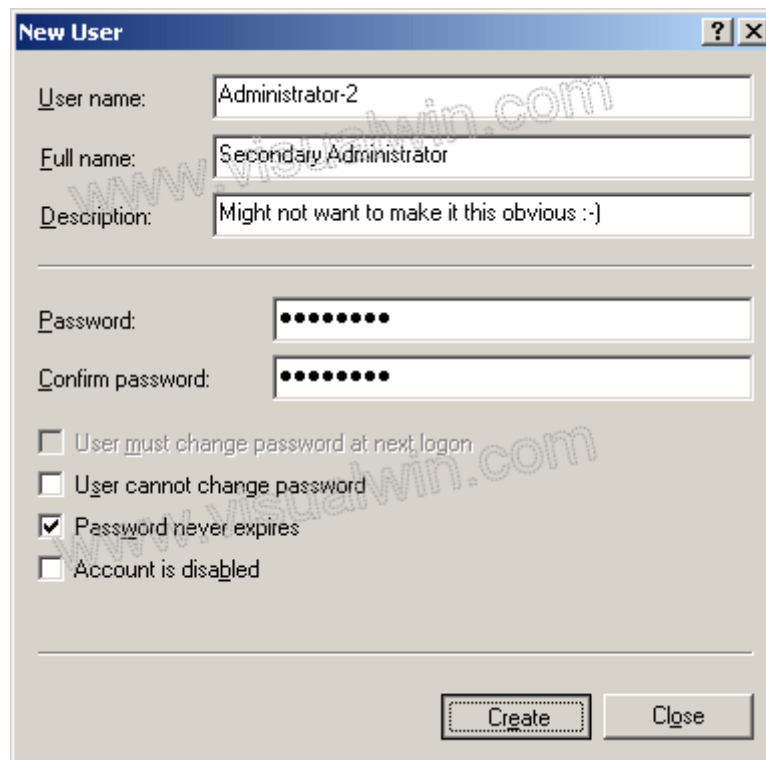 New User
User name: Administrator-2
Full name: Secondary Administrator
Description: Might not want to make it this obvious :-)
Password: ●●●●●●●●
Confirm password: ●●●●●●●●
User must change password at next logon
User cannot change password
Password never expires
Account is disabled
Create Close
www.visualwin.com
www.visualwin.com